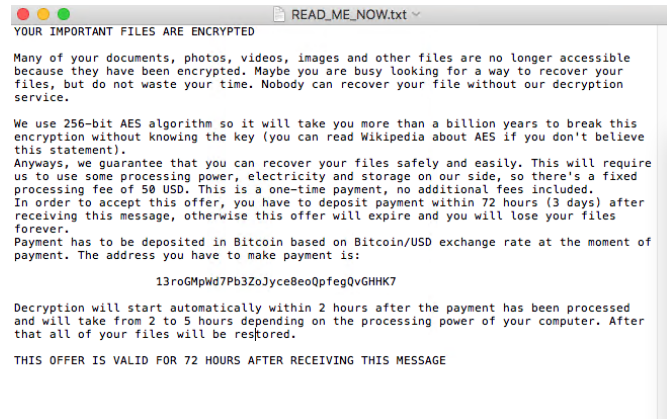 READ_ME_NOW.txt
YOUR IMPORTANT FILES ARE ENCRYPTED
Many of your documents, photos, videos, images and other files are no longer accessible
because they have been encrypted. Maybe you are busy looking for a way to recover your
files, but do not waste your time. Nobody can recover your file without our decryption
service.
We use 256-bit AES algorithm so it will take you more than a billion years to break this
encryption without knowing the key (you can read Wikipedia about AES if you don't believe
this statement).
Anyways, we guarantee that you can recover your files safely and easily. This will require
us to use some processing power, electricity and storage on our side, so there's a fixed
processing fee of 50 USD. This is a one-time payment, no additional fees included.
In order to accept this offer, you have to deposit payment within 72 hours (3 days) after
receiving this message, otherwise this offer will expire and you will lose your files
forever.
Payment has to be deposited in Bitcoin based on Bitcoin/USD exchange rate at the moment of
payment. The address you have to make payment is:
13roGMpWd7Pb3ZoJyce8eoQpfegQvGHHK7
Decryption will start automatically within 2 hours after the payment has been processed
and will take from 2 to 5 hours depending on the processing power of your computer. After
that all of your files will be restored.
THIS OFFER IS VALID FOR 72 HOURS AFTER RECEIVING THIS MESSAGE